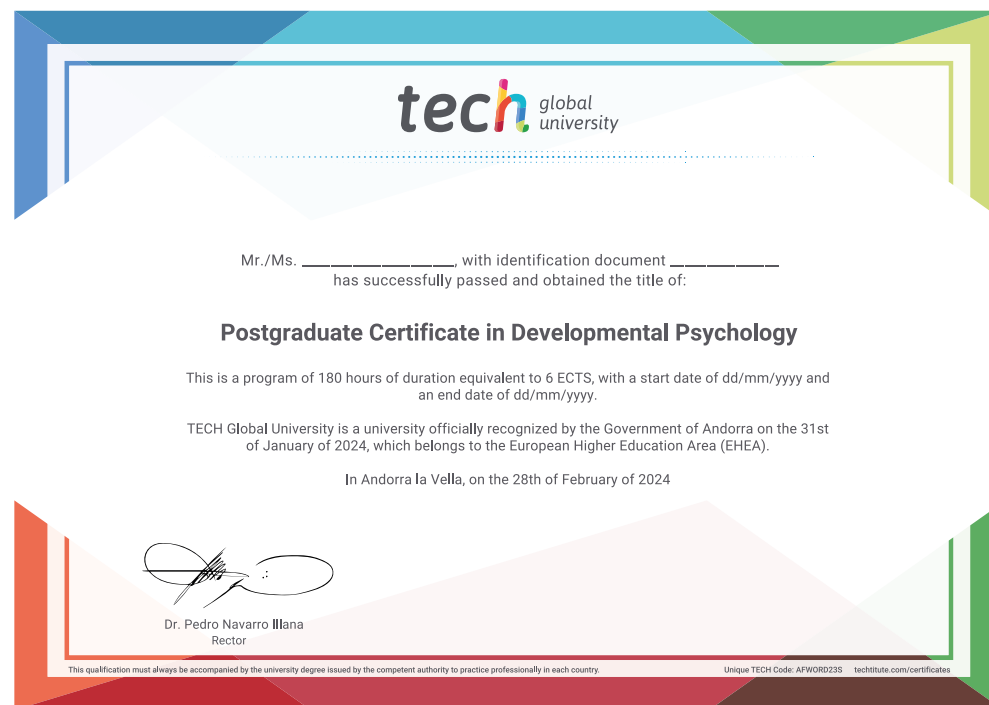 tech global
university
Mr./Ms. ____________________, with identification document ______________
has successfully passed and obtained the title of:
Postgraduate Certificate in Developmental Psychology
This is a program of 180 hours of duration equivalent to 6 ECTS, with a start date of dd/mm/yyyy and
an end date of dd/mm/yyyy.
TECH Global University is a university officially recognized by the Government of Andorra on the 31st
of January of 2024, which belongs to the European Higher Education Area (EHEA).
In Andorra la Vella, on the 28th of February of 2024
Dr. Pedro Navarro Illana
Rector
This qualification must always be accompanied by the university degree issued by the competent authority to practice professionally in each country.
Unique TECH Code: AFWORD23S techtitute.com/certificates